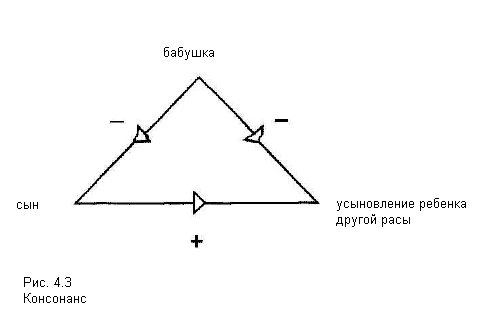 бабушка
−
−
сын
усыновление ребенка
другой расы
+
Рис. 4.3
Консонанс